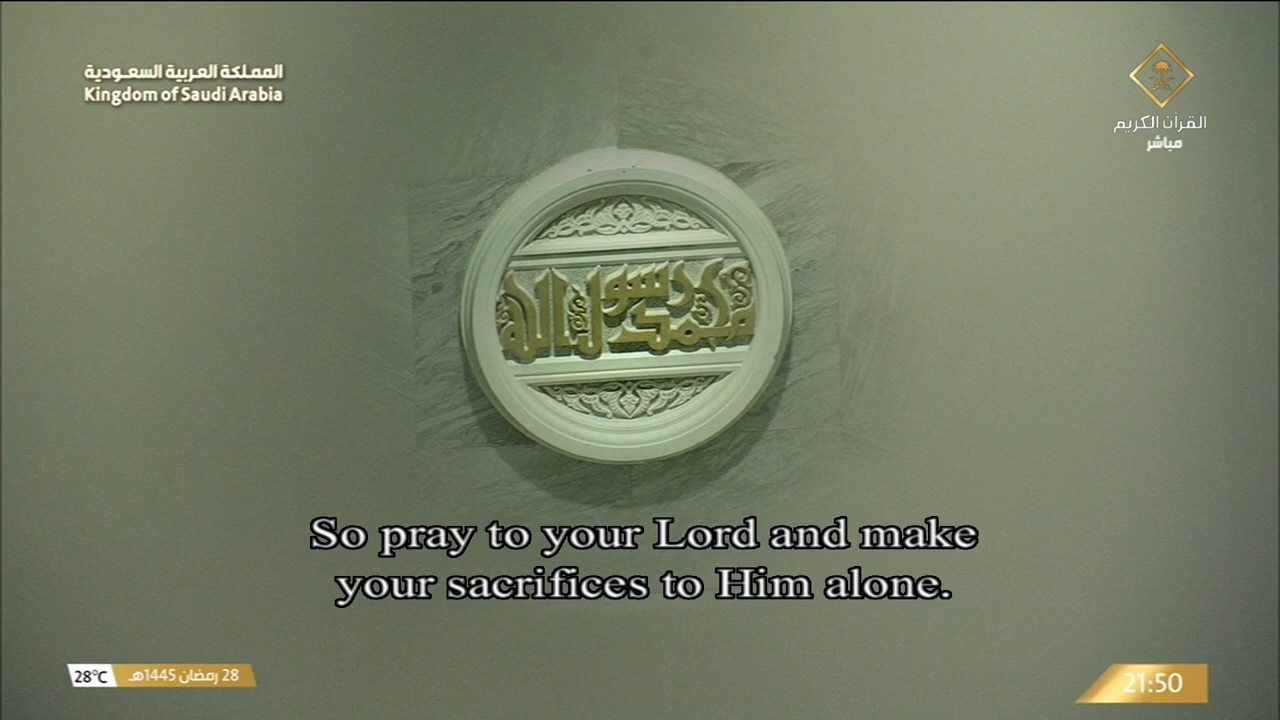 المملكة العربية السعودية
Kingdom of Saudi Arabia
القرآن الكريم
مباشر
محمد رسول الله
So pray to your Lord and make
your sacrifices to Him alone.
28°C
28 رمضان 1445هـ
21:50